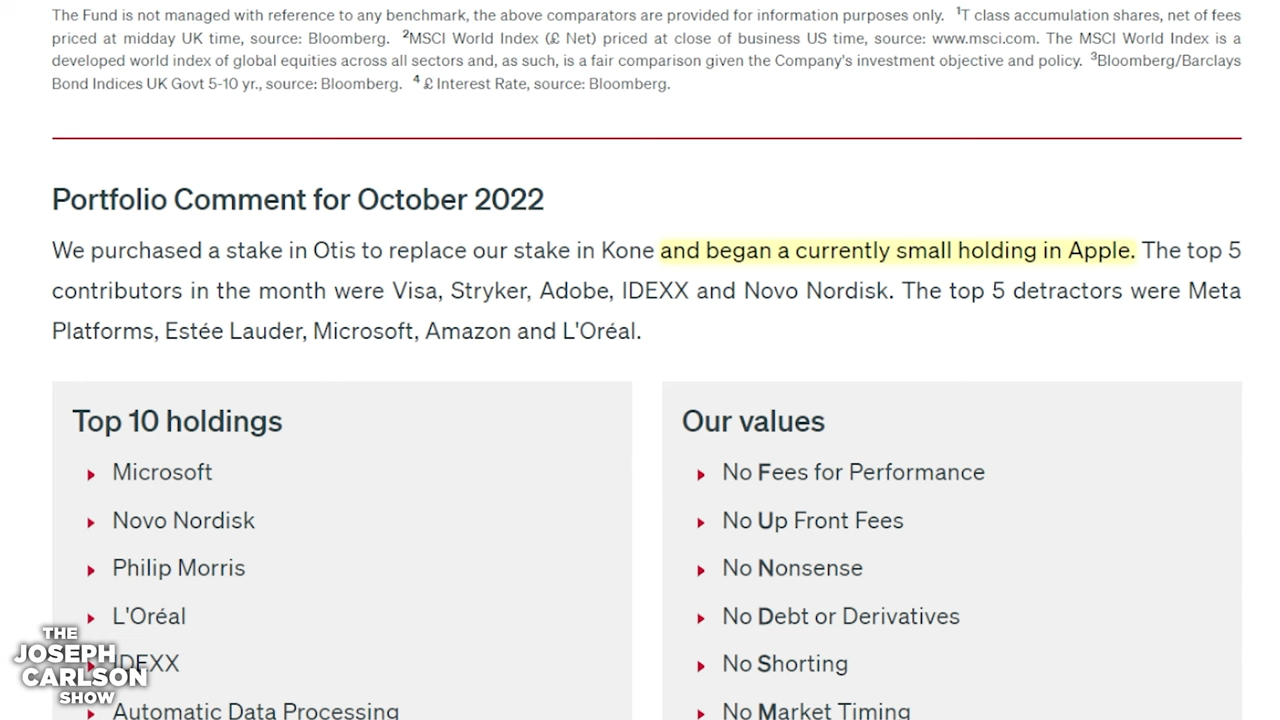 The Fund is not managed with reference to any benchmark, the above comparators are provided for information purposes only. ¹T class accumulation shares, net of fees
priced at midday UK time, source: Bloomberg. ²MSCI World Index (£ Net) priced at close of business US time, source: www.msci.com. The MSCI World Index is a
developed world index of global equities across all sectors and, as such, is a fair comparison given the Company's investment objective and policy. ³Bloomberg/Barclays
Bond Indices UK Govt 5-10 yr., source: Bloomberg. ⁴ £ Interest Rate, source: Bloomberg.
Portfolio Comment for October 2022
We purchased a stake in Otis to replace our stake in Kone and began a currently small holding in Apple. The top 5
contributors in the month were Visa, Stryker, Adobe, IDEXX and Novo Nordisk. The top 5 detractors were Meta
Platforms, Estée Lauder, Microsoft, Amazon and L'Oréal.
Top 10 holdings
Microsoft
Novo Nordisk
Philip Morris
L'Oréal
IDEXX
Automatic Data Processing
Our values
No Fees for Performance
No Up Front Fees
No Nonsense
No Debt or Derivatives
No Shorting
No Market Timing
THE
JOSEPH
CARLSON
SHOW